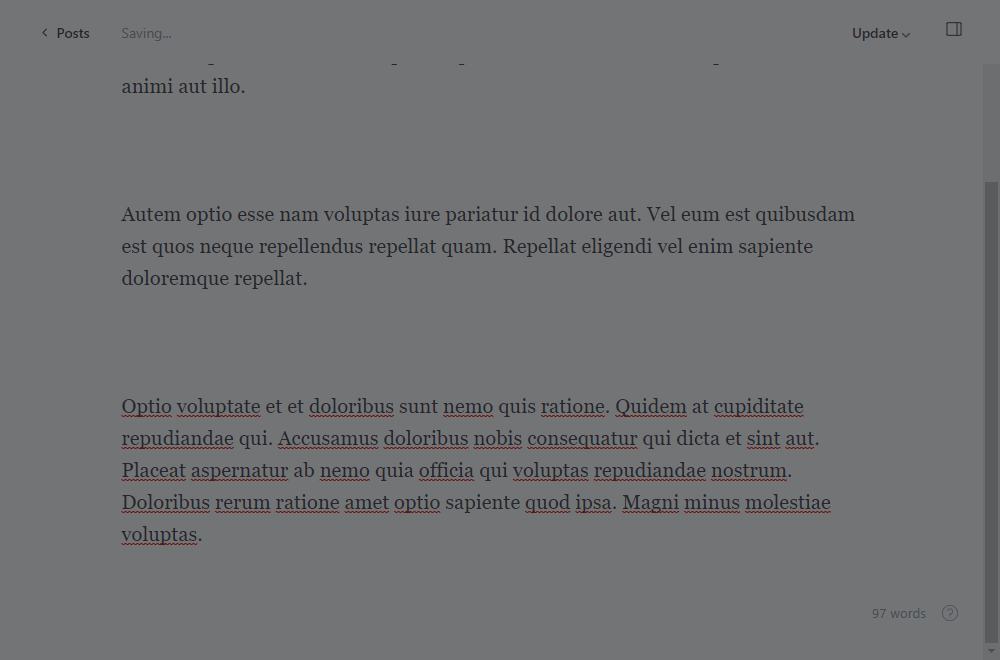 Posts
Saving...
Update
animi aut illo.
Autem optio esse nam voluptas iure pariatur id dolore aut. Vel eum est quibusdam
est quos neque repellendus repellat quam. Repellat eligendi vel enim sapiente
doloremque repellat.
Optio voluptate et et doloribus sunt nemo quis ratione. Quidem at cupiditate
repudiandae qui. Accusamus doloribus nobis consequatur qui dicta et sint aut.
Placeat aspernatur ab nemo quia officia qui voluptas repudiandae nostrum.
Doloribus rerum ratione amet optio sapiente quod ipsa. Magni minus molestiae
voluptas.
97 words
?